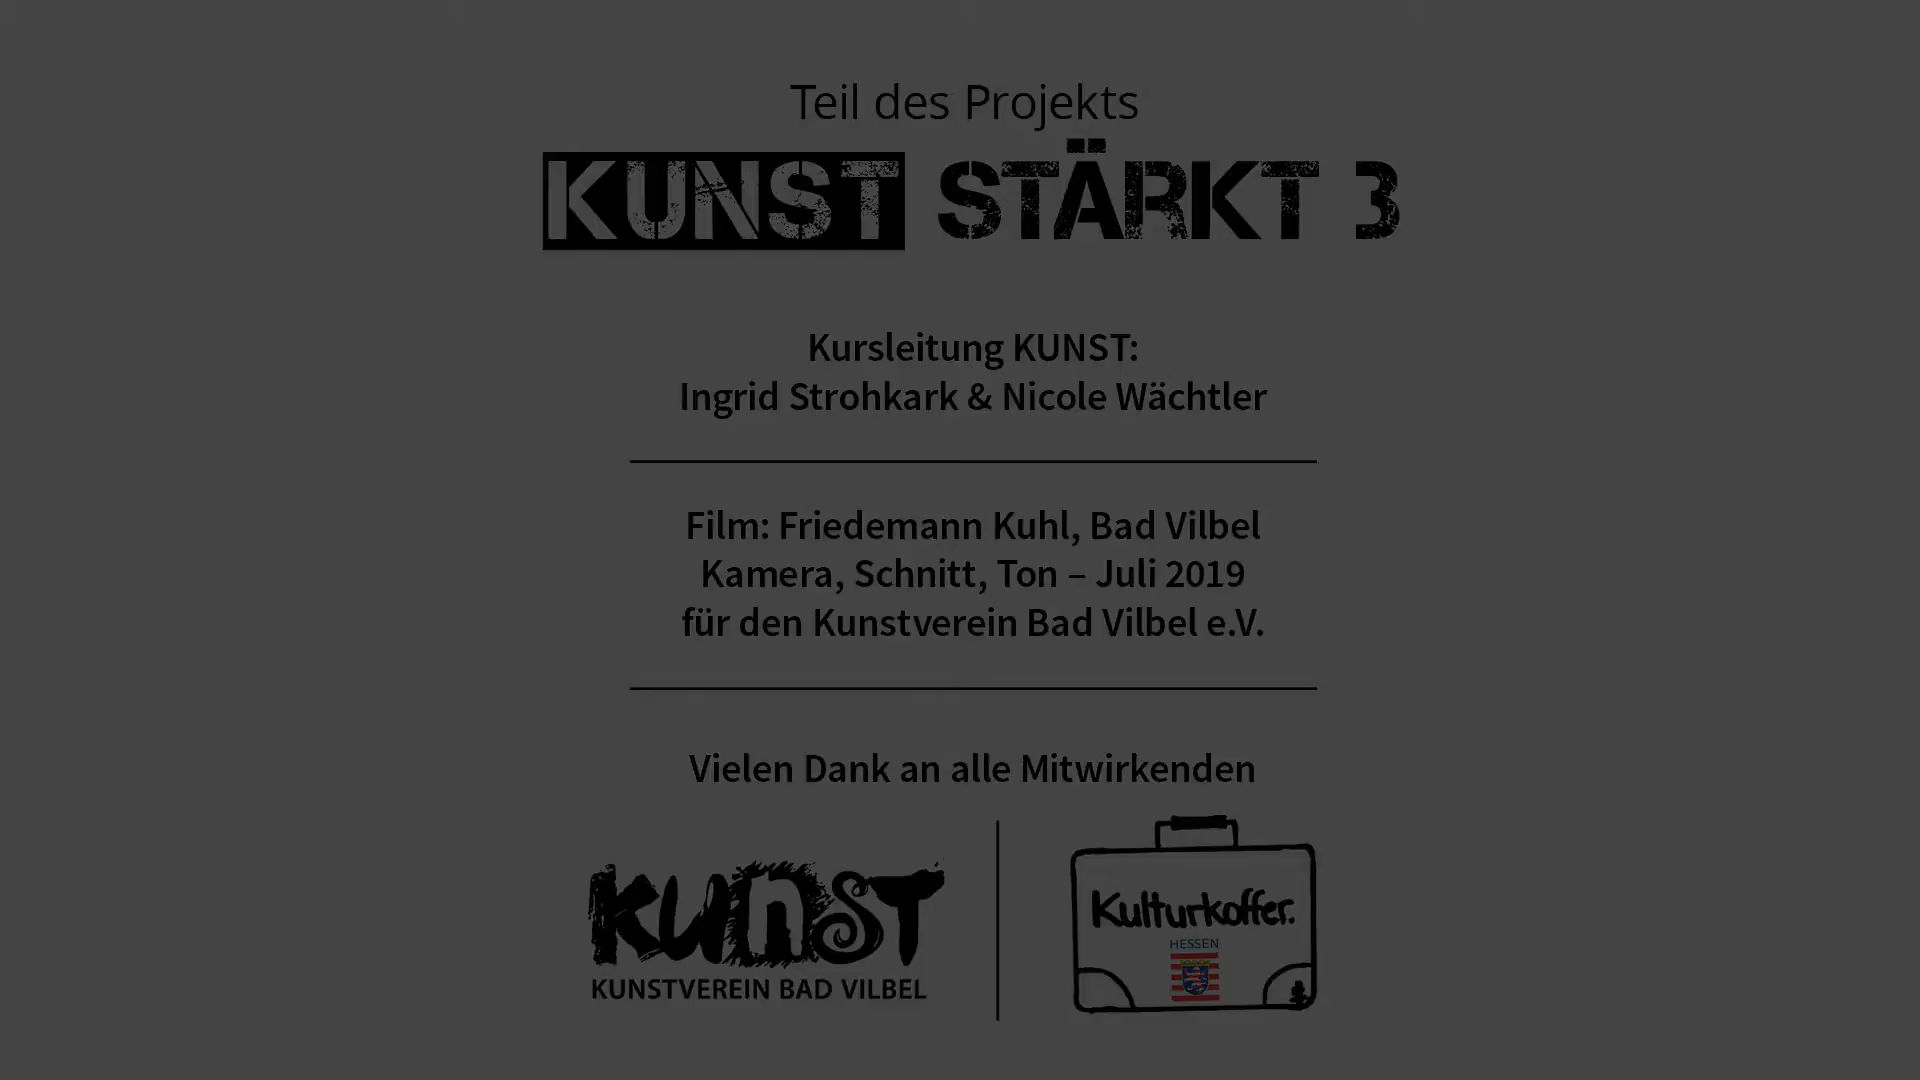 Teil des Projekts
KUNST STÄRKT 3
Kursleitung KUNST:
Ingrid Strohkark & Nicole Wächtler
Film: Friedemann Kuhl, Bad Vilbel
Kamera, Schnitt, Ton – Juli 2019
für den Kunstverein Bad Vilbel e.V.
Vielen Dank an alle Mitwirkenden
kunst
KUNSTVEREIN BAD VILBEL
Kulturkoffer.
HESSEN